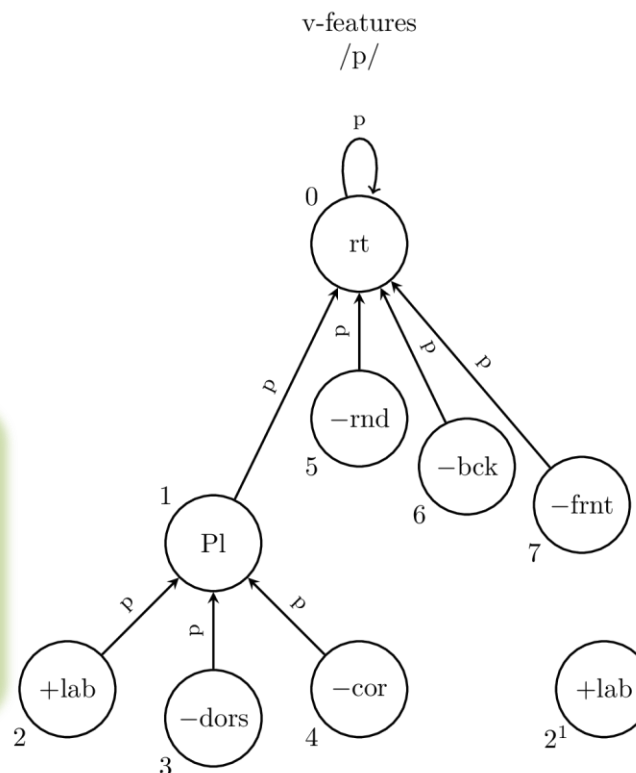 v-features
/p/
p
0
rt
p
p
p
p
−rnd
5
−bck
6
−frnt
7
1
Pl
p
p
p
+lab
2
−dors
3
−cor
4
+lab
2¹